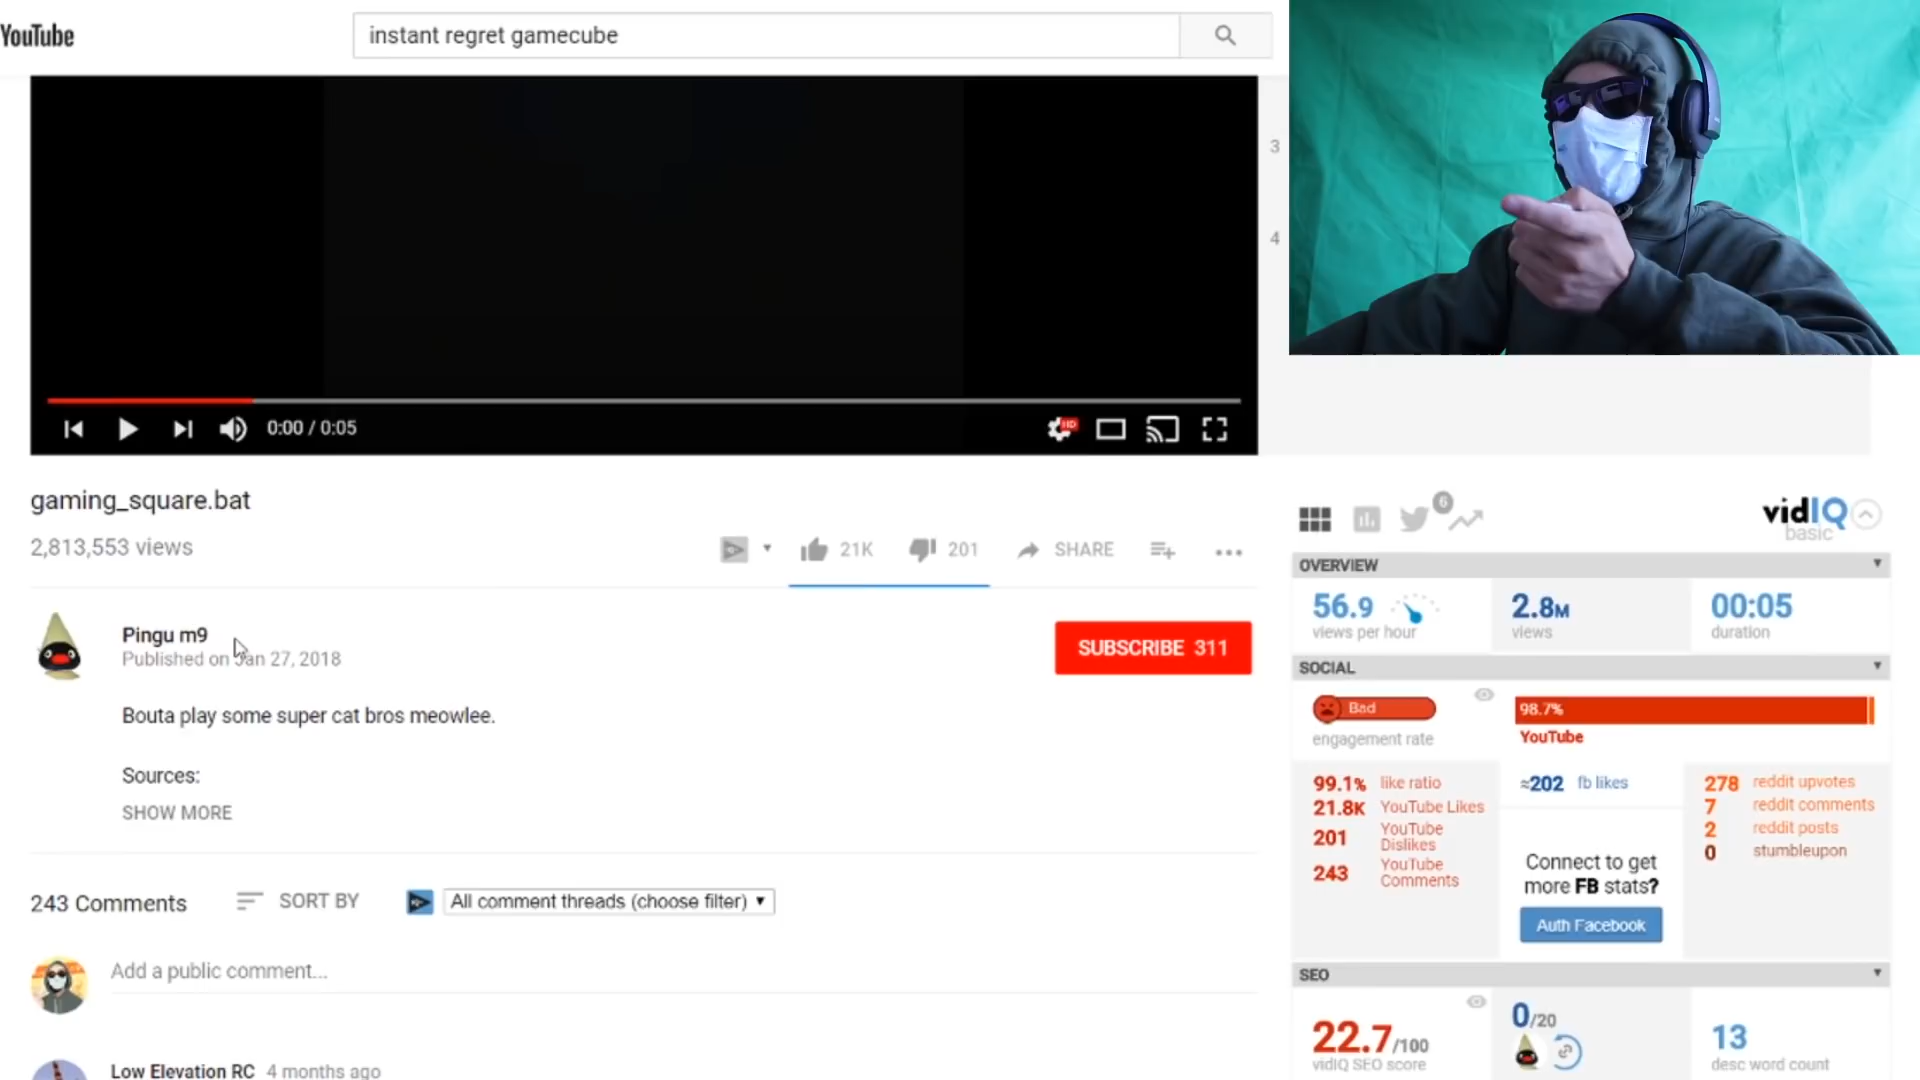 YouTube
instant regret gamecube
3
4
0:00 / 0:05
HD
gaming_square.bat
2,813,553 views
21K
201
SHARE
Pingu m9
Published on Jan 27, 2018
SUBSCRIBE 311
Bouta play some super cat bros meowlee.
Sources:
SHOW MORE
243 Comments
SORT BY
All comment threads (choose filter)
Add a public comment...
Low Elevation RC 4 months ago
6
vidIQ
basic
OVERVIEW
56.9
views per hour
2.8M
views
00:05
duration
SOCIAL
Bad
engagement rate
98.7%
YouTube
99.1% like ratio
21.8K YouTube Likes
201 YouTube
Dislikes
243 YouTube
Comments
≈202 fb likes
Connect to get
more FB stats?
Auth Facebook
278 reddit upvotes
7 reddit comments
2 reddit posts
0 stumbleupon
SEO
22.7/100
vidIQ SEO score
0/20
13
desc word count